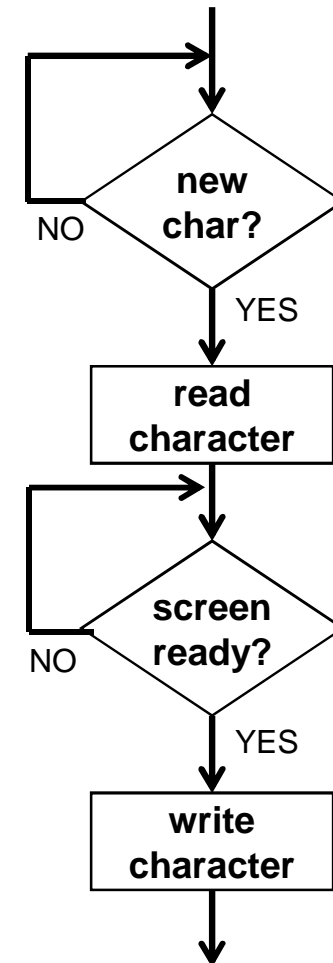 new
char?
NO
YES
read
character
screen
ready?
NO
YES
write
character